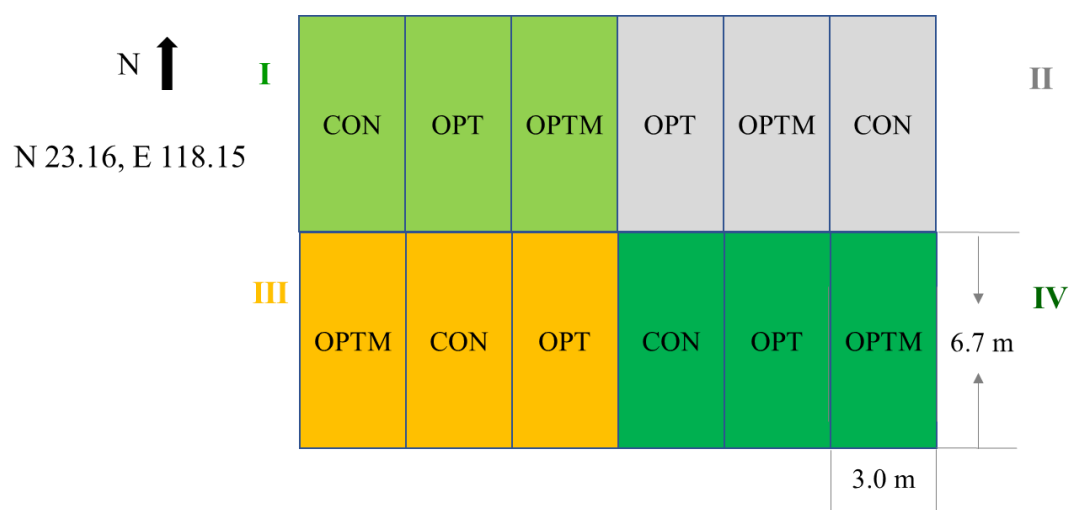 N
I
II
N 23.16, E 118.15
CON OPT OPTM OPT OPTM CON
III
IV
OPTM CON OPT CON OPT OPTM
6.7 m
3.0 m